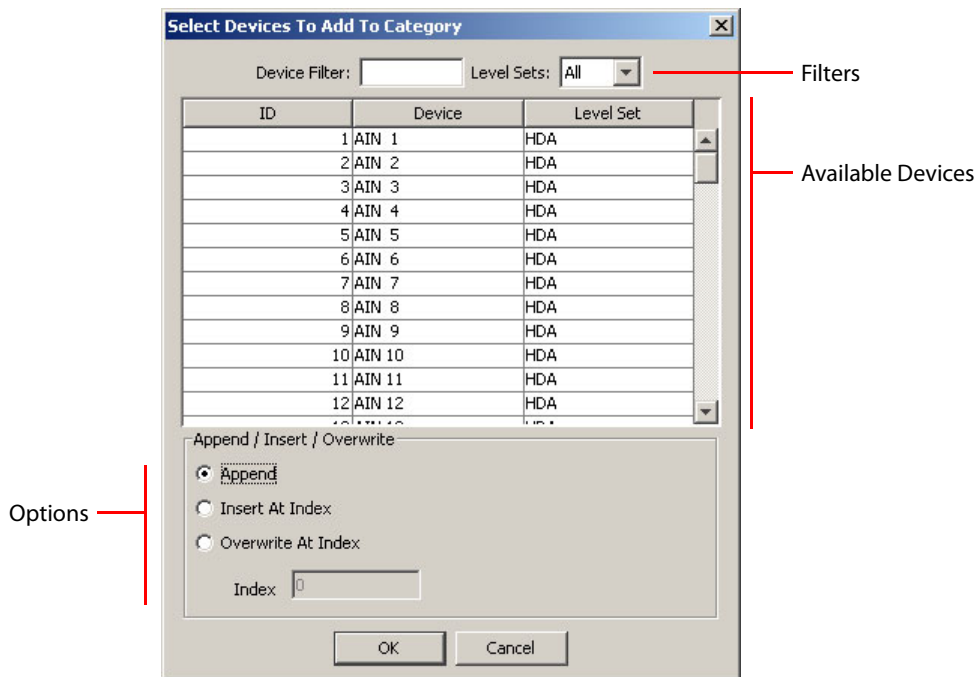 Select Devices To Add To Category
Device Filter: Level Sets: All
Filters
ID Device Level Set
1 AIN 1 HDA
2 AIN 2 HDA
Available Devices
3 AIN 3 HDA
4 AIN 4 HDA
5 AIN 5 HDA
6 AIN 6 HDA
7 AIN 7 HDA
8 AIN 8 HDA
9 AIN 9 HDA
10 AIN 10 HDA
11 AIN 11 HDA
12 AIN 12 HDA
Append / Insert / Overwrite
Append
Options
Insert At Index
Overwrite At Index
Index 0
OK Cancel